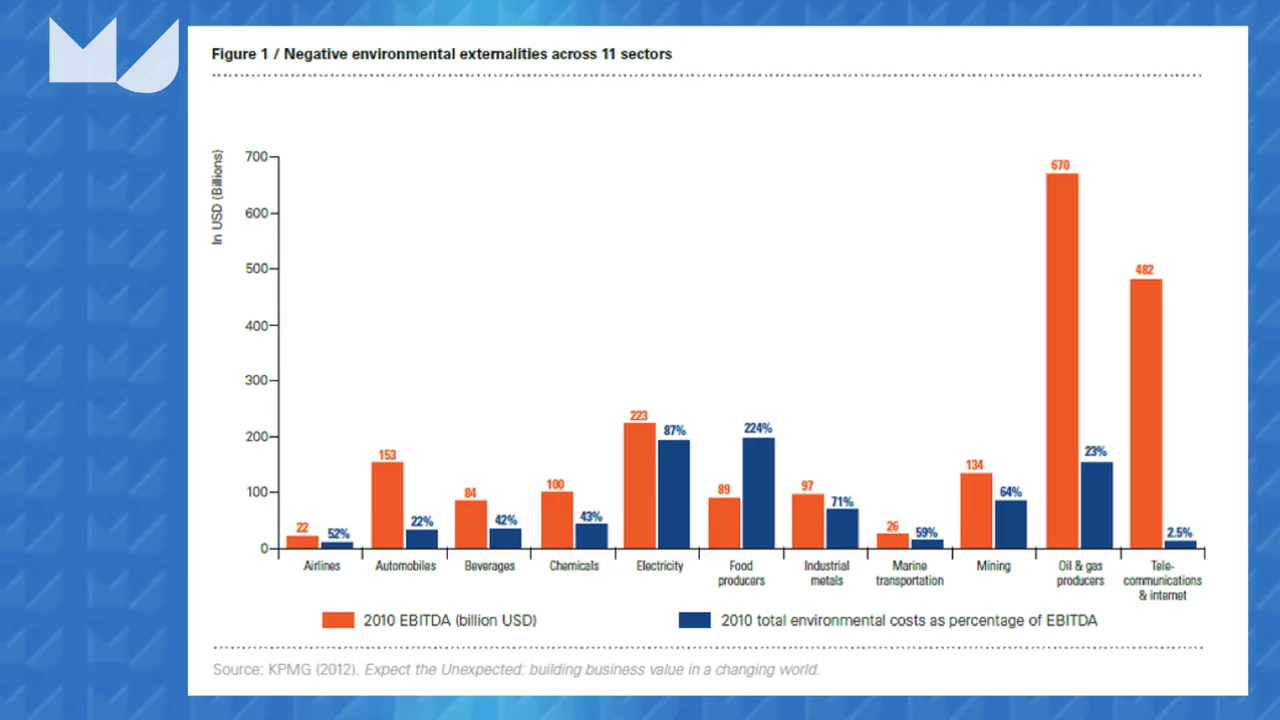 Figure 1 / Negative environmental externalities across 11 sectors
In USD (Billions)
700
600
500
400
300
200
100
0
22
52%
153
22%
84
42%
100
43%
223
87%
89
224%
97
71%
26
59%
134
64%
670
23%
482
2.5%
Airlines
Automobiles
Beverages
Chemicals
Electricity
Food
producers
Industrial
metals
Marine
transportation
Mining
Oil & gas
producers
Tele-
communications
& internet
2010 EBITDA (billion USD)
2010 total environmental costs as percentage of EBITDA
Source: KPMG (2012). Expect the Unexpected: building business value in a changing world.